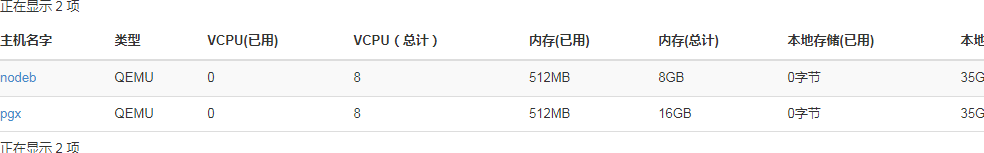 正在显示 2 项
主机名字 类型 VCPU(已用) VCPU（总计） 内存(已用) 内存(总计) 本地存储(已用) 本地
nodeb QEMU 0 8 512MB 8GB 0字节 35G
pgx QEMU 0 8 512MB 16GB 0字节 35G
正在显示 2 项